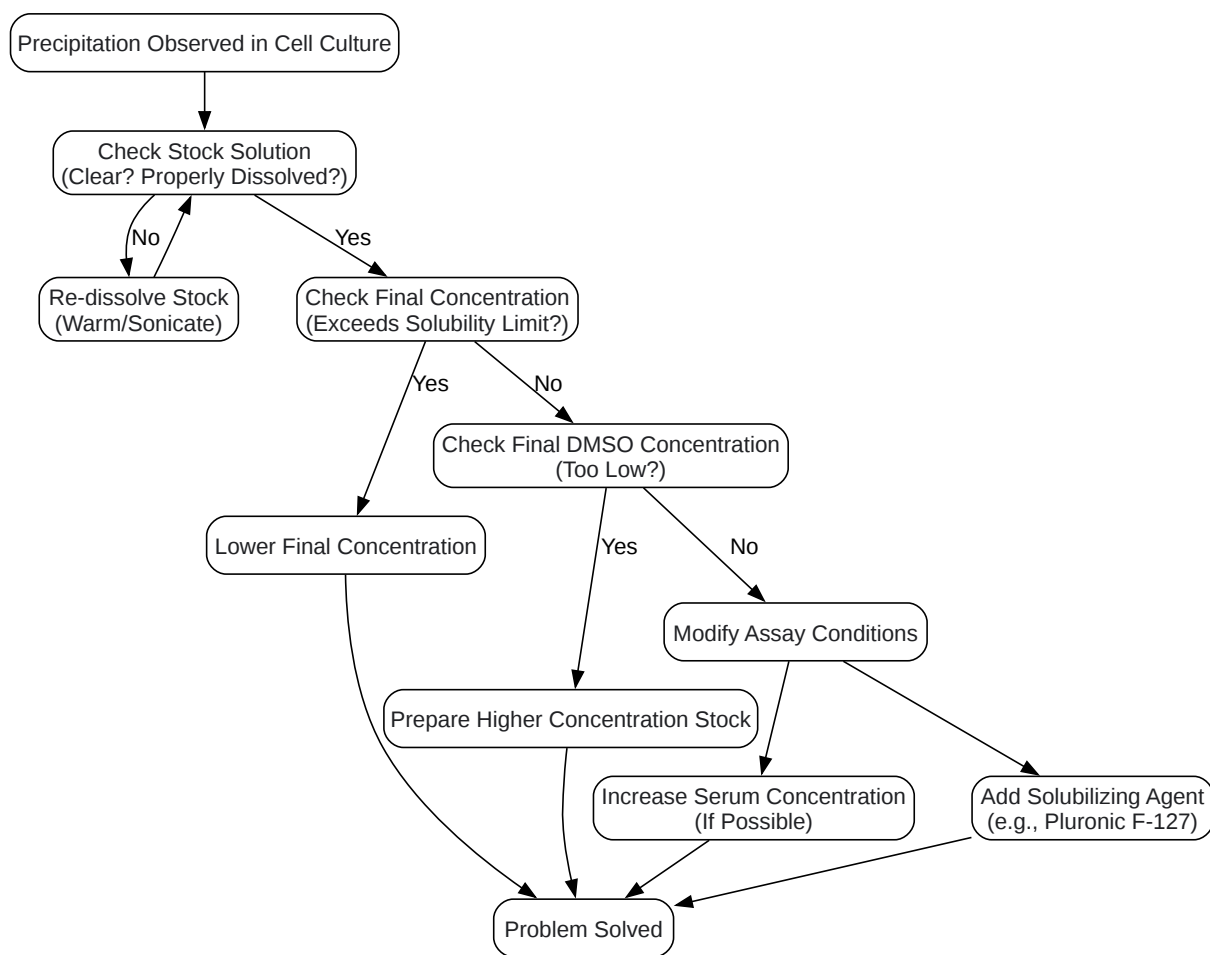 Precipitation Observed in Cell Culture
Check Stock Solution
(Clear? Properly Dissolved?)
No
Yes
Re-dissolve Stock
(Warm/Sonicate)
Check Final Concentration
(Exceeds Solubility Limit?)
Yes
No
Check Final DMSO Concentration
(Too Low?)
Lower Final Concentration
Yes
No
Modify Assay Conditions
Prepare Higher Concentration Stock
Increase Serum Concentration
(If Possible)
Add Solubilizing Agent
(e.g., Pluronic F-127)
Problem Solved